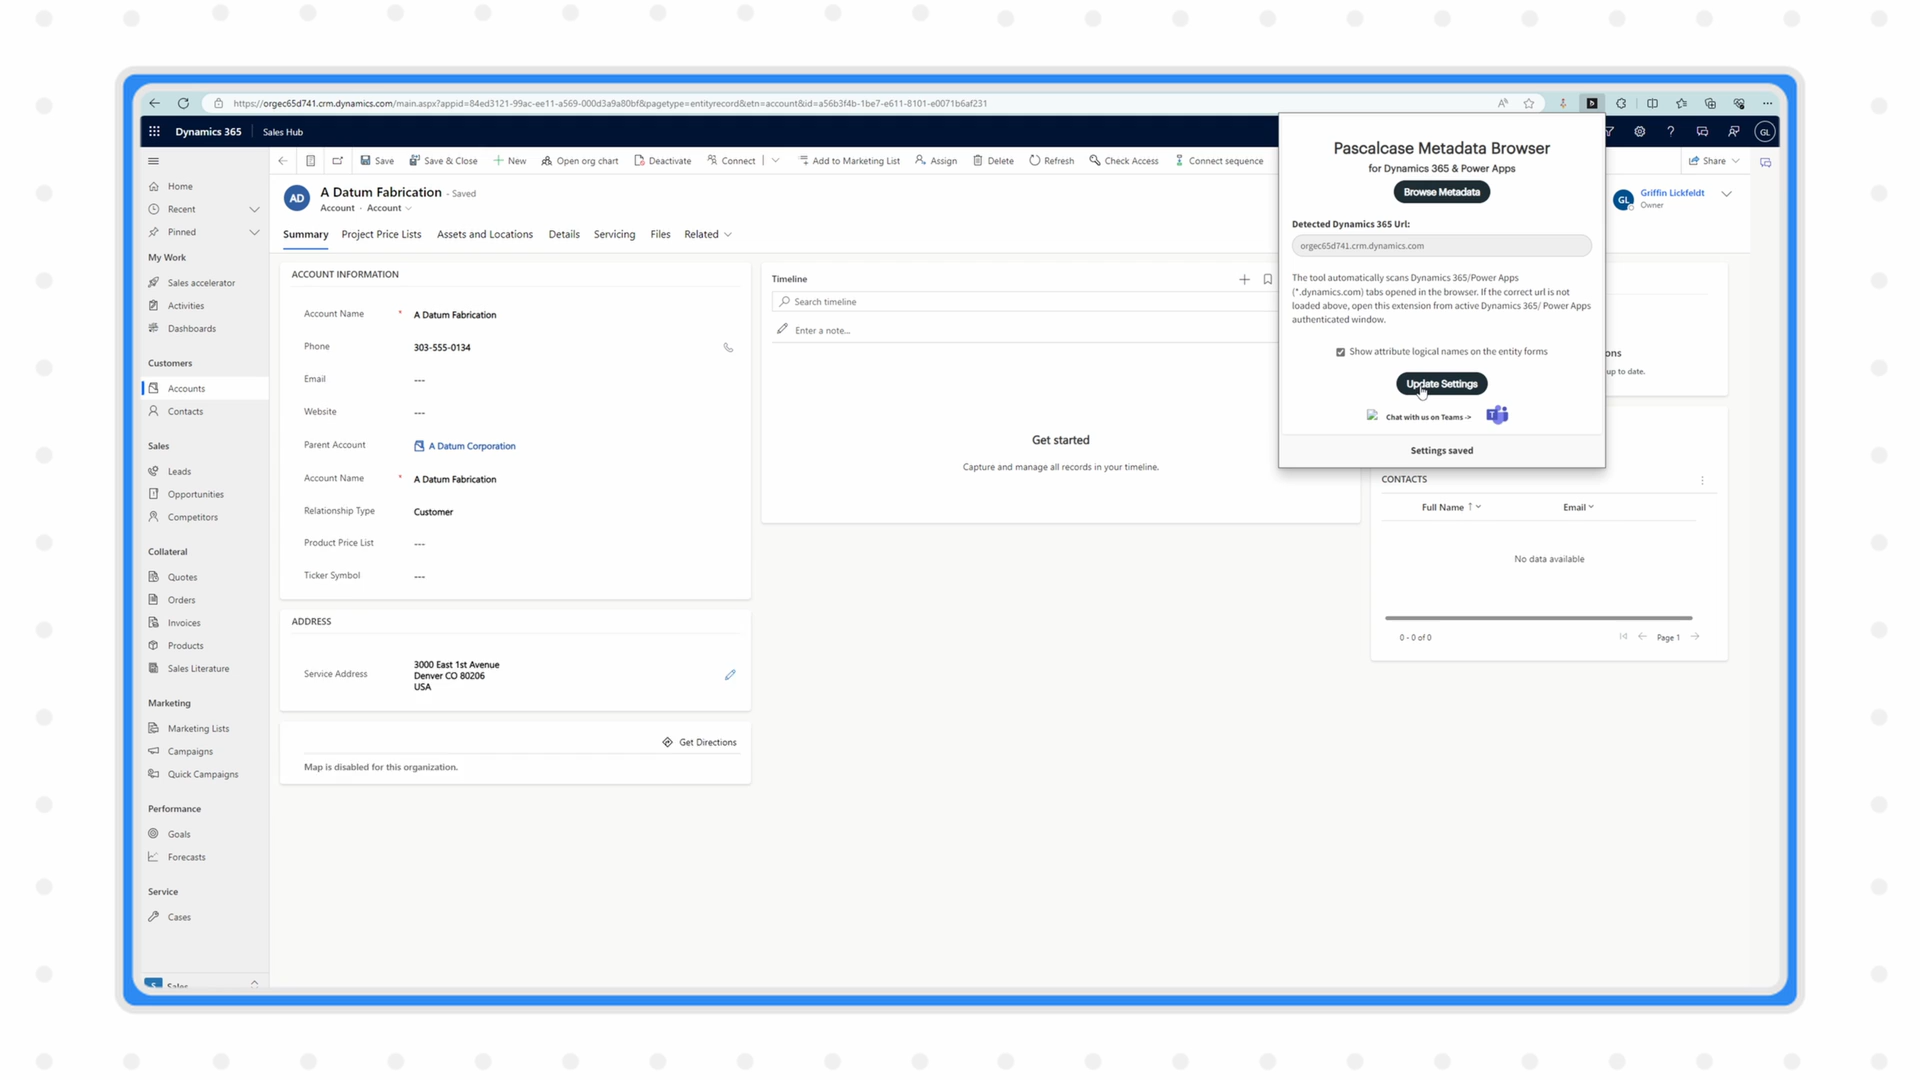 https://orgec65d741.crm.dynamics.com/main.aspx?appid=84ed3121-99ac-ee11-a569-000d3a9a80bf&pagetype=entityrecord&etn=account&id=a56b3f4b-1be7-e611-8101-e0071b6af231
Dynamics 365
Sales Hub
GL
Save
Save & Close
New
Open org chart
Deactivate
Connect
Add to Marketing List
Assign
Delete
Refresh
Check Access
Connect sequence
Share
Home
Recent
Pinned
My Work
Sales accelerator
Activities
Dashboards
Customers
Accounts
Contacts
Sales
Leads
Opportunities
Competitors
Collateral
Quotes
Orders
Invoices
Products
Sales Literature
Marketing
Marketing Lists
Campaigns
Quick Campaigns
Performance
Goals
Forecasts
Service
Cases
S Sales
AD
A Datum Fabrication - Saved
Account · Account
GL
Griffin Lickfeldt
Owner
Summary
Project Price Lists
Assets and Locations
Details
Servicing
Files
Related
ACCOUNT INFORMATION
Account Name * A Datum Fabrication
Phone 303-555-0134
Email ---
Website ---
Parent Account A Datum Corporation
Account Name * A Datum Fabrication
Relationship Type Customer
Product Price List ---
Ticker Symbol ---
ADDRESS
Service Address
3000 East 1st Avenue
Denver CO 80206
USA
Get Directions
Map is disabled for this organization.
Timeline
Search timeline
Enter a note...
Get started
Capture and manage all records in your timeline.
Pascalcase Metadata Browser
for Dynamics 365 & Power Apps
Browse Metadata
Detected Dynamics 365 Url:
orgec65d741.crm.dynamics.com
The tool automatically scans Dynamics 365/Power Apps
(*.dynamics.com) tabs opened in the browser. If the correct url is not
loaded above, open this extension from active Dynamics 365/ Power Apps
authenticated window.
Show attribute logical names on the entity forms
Update Settings
Chat with us on Teams ->
Settings saved
ons
up to date.
CONTACTS
Full Name ↑
Email
No data available
0 - 0 of 0
Page 1